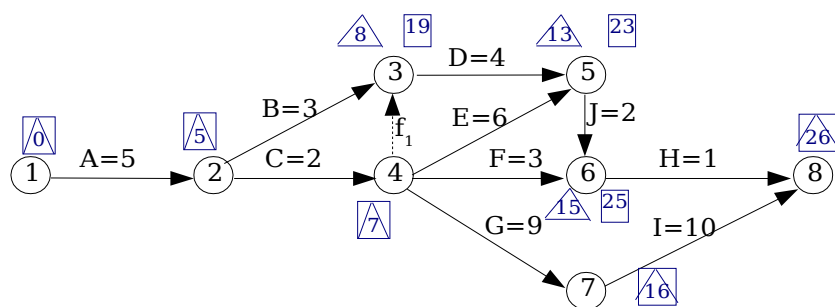 8 19 13 23
D=4
3 5
B=3 E=6 J=2
0 5 f1 26
A=5 C=2 F=3 H=1
1 2 4 6 8
7 15 25
G=9 I=10
7 16